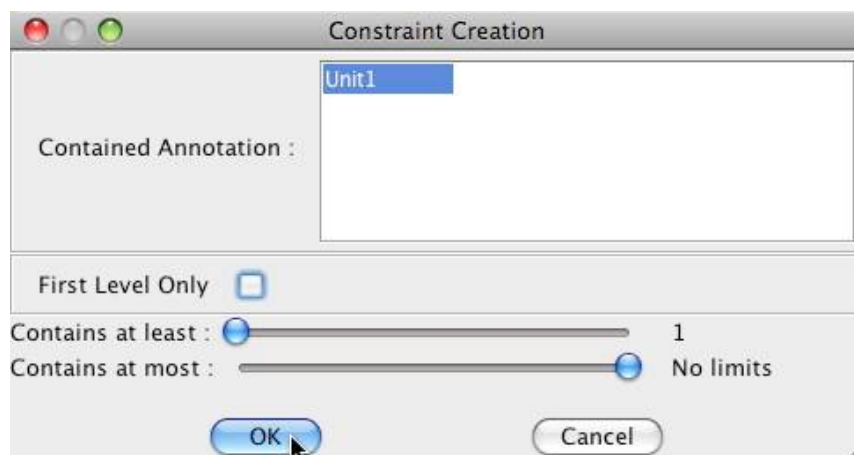 Constraint Creation
Unit1
Contained Annotation :
First Level Only
Contains at least : 1
Contains at most : No limits
OK Cancel